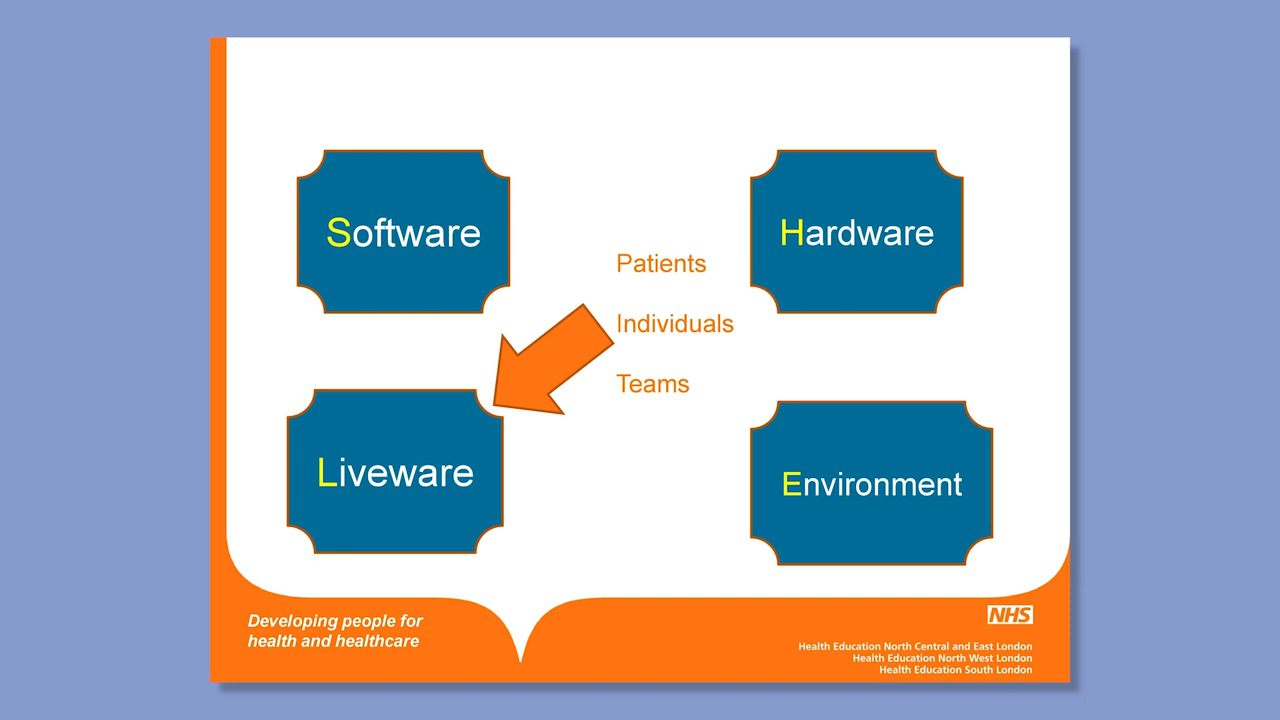 Software
Hardware
Patients
Individuals
Teams
Liveware
Environment
Developing people for
health and healthcare
NHS
Health Education North Central and East London
Health Education North West London
Health Education South London